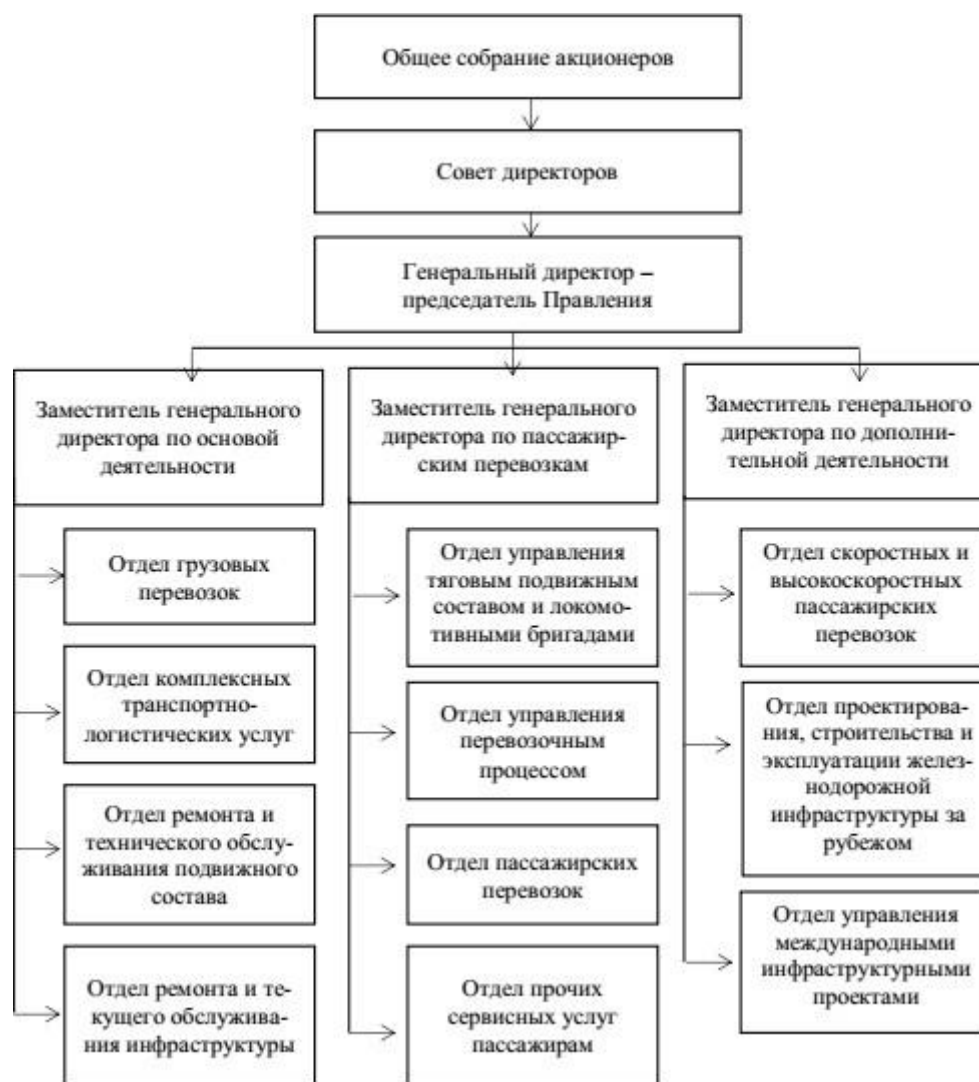 Общее собрание акционеров
Совет директоров
Генеральный директор –
председатель Правления
Заместитель генерального
директора по основой
деятельности
Заместитель генерального
директора по пассажир-
ским перевозкам
Заместитель генерального
директора по дополни-
тельной деятельности
Отдел грузовых
перевозок
Отдел комплексных
транспортно-
логистических услуг
Отдел ремонта и
технического обслу-
живания подвижного
состава
Отдел ремонта и те-
кущего обслужива-
ния инфраструктуры
Отдел управления
тяговым подвижным
составом и локомо-
тивными бригадами
Отдел управления
перевозочным
процессом
Отдел пассажирских
перевозок
Отдел прочих
сервисных услуг
пассажирам
Отдел скоростных и
высокоскоростных
пассажирских
перевозок
Отдел проектирова-
ния, строительства и
эксплуатации желез-
нодорожной
инфраструктуры за
рубежом
Отдел управления
международными
инфраструктурными
проектами